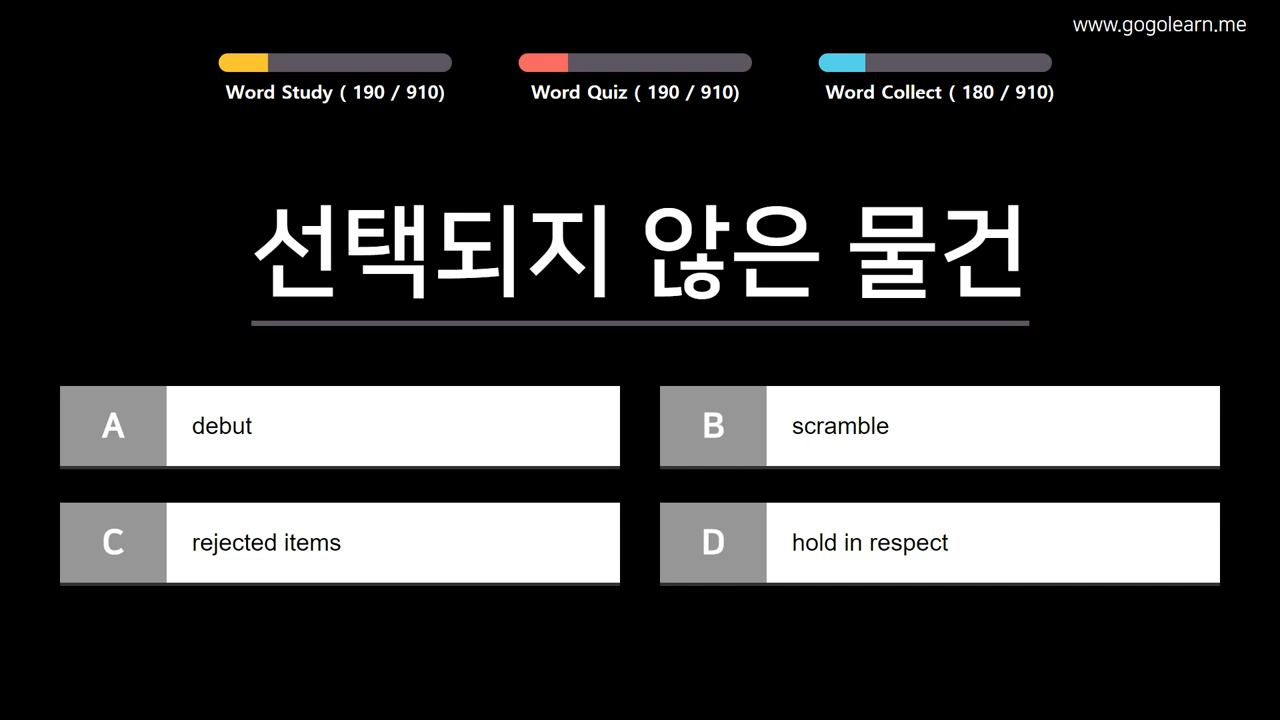 www.gogolearn.me
Word Study ( 190 / 910)
Word Quiz ( 190 / 910)
Word Collect ( 180 / 910)
선택되지 않은 물건
A debut
B scramble
C rejected items
D hold in respect